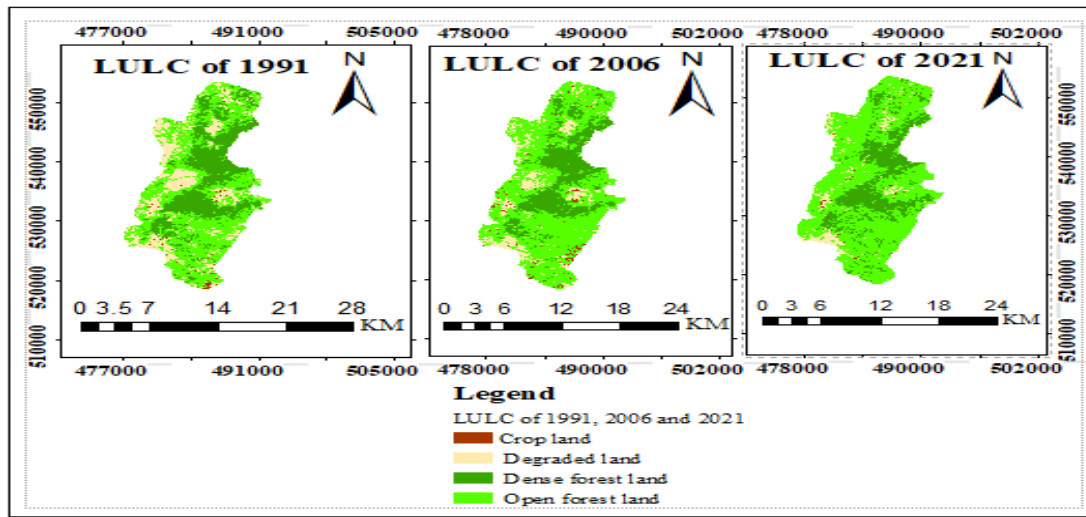 477000 491000 505000
478000 490000 502000
478000 490000 502000
LULC of 1991
N
LULC of 2006
N
LULC of 2021
N
550000
540000
530000
520000
510000
550000
540000
530000
520000
510000
0 3.5 7 14 21 28
KM
0 3 6 12 18 24
KM
0 3 6 12 18 24
KM
477000 491000 505000
478000 490000 502000
478000 490000 502000
Legend
LULC of 1991, 2006 and 2021
Crop land
Degraded land
Dense forest land
Open forest land